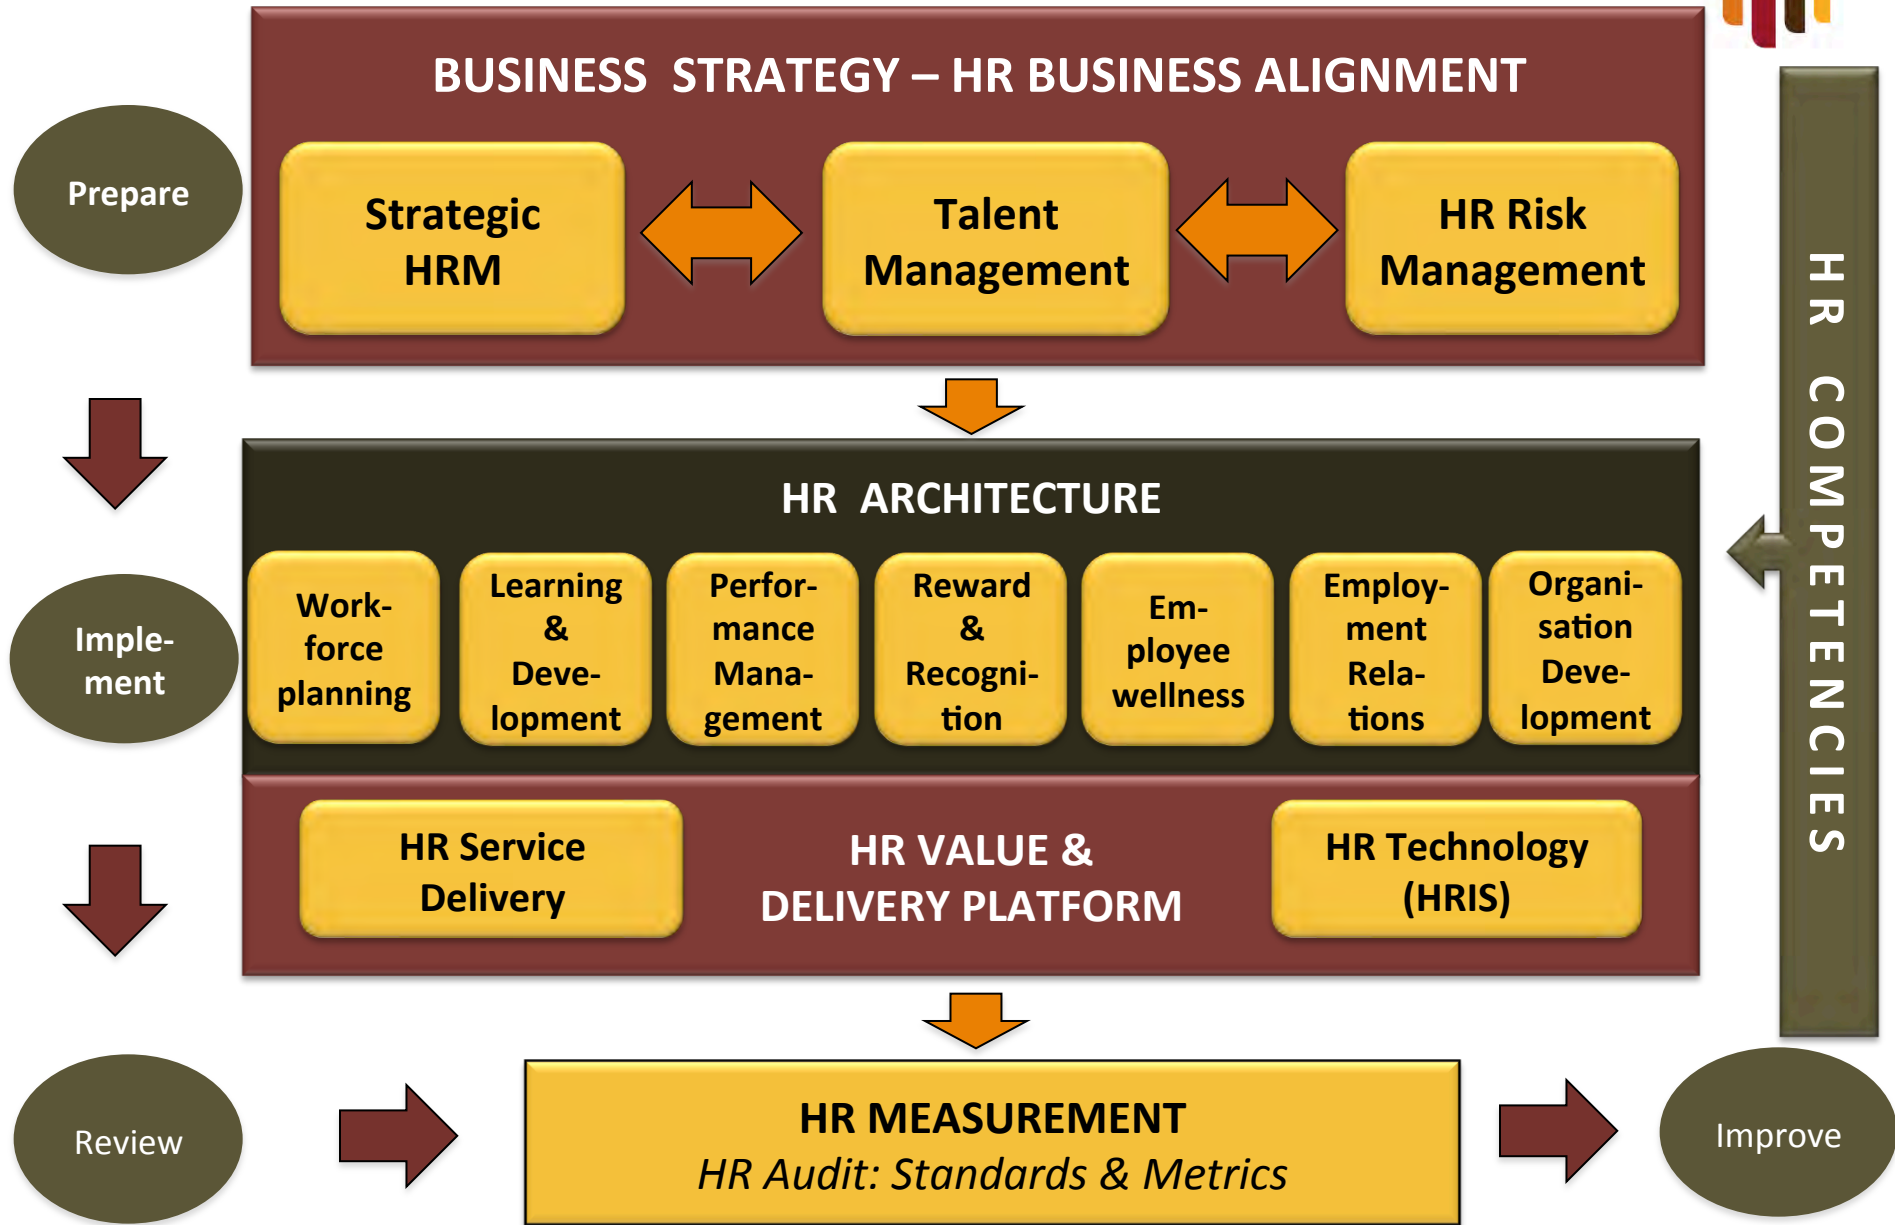 BUSINESS STRATEGY – HR BUSINESS ALIGNMENT
Prepare
Strategic
HRM
Talent
Management
HR Risk
Management
HR ARCHITECTURE
Imple-
ment
Work-
force
planning
Learning
&
Deve-
lopment
Perfor-
mance
Mana-
gement
Reward
&
Recogni-
tion
Em-
ployee
wellness
Employ-
ment
Rela-
tions
Organi-
sation
Deve-
lopment
HR Service
Delivery
HR VALUE &
DELIVERY PLATFORM
HR Technology
(HRIS)
HR COMPETENCIES
Review
HR MEASUREMENT
HR Audit: Standards & Metrics
Improve